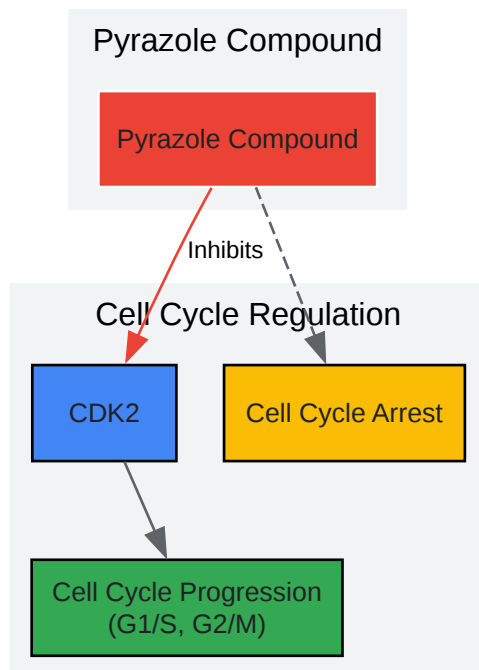 Pyrazole Compound
Pyrazole Compound
Inhibits
Cell Cycle Regulation
CDK2
Cell Cycle Arrest
Cell Cycle Progression
(G1/S, G2/M)